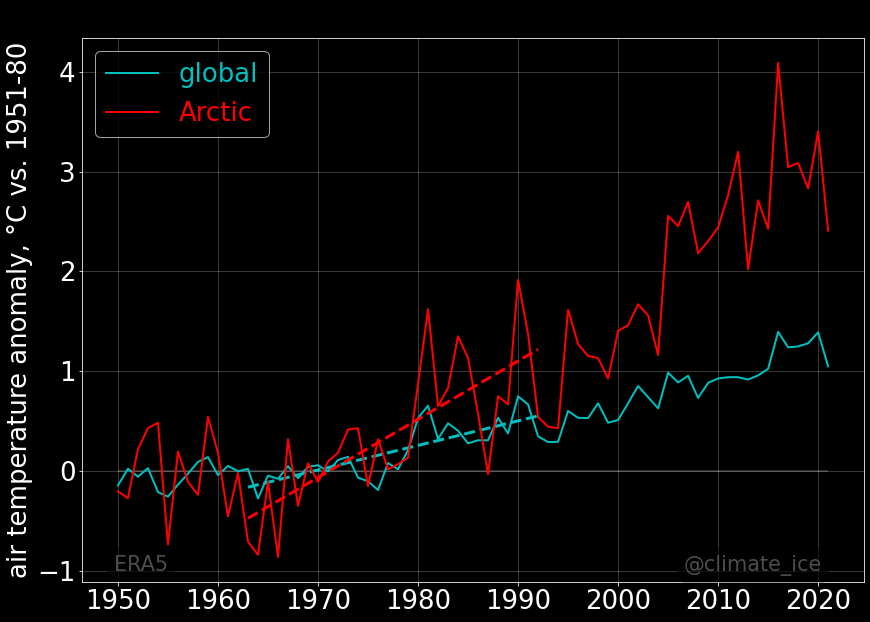 air temperature anomaly, °C vs. 1951-80
global
Arctic
4
3
2
1
0
−1
ERA5
@climate_ice
1950 1960 1970 1980 1990 2000 2010 2020